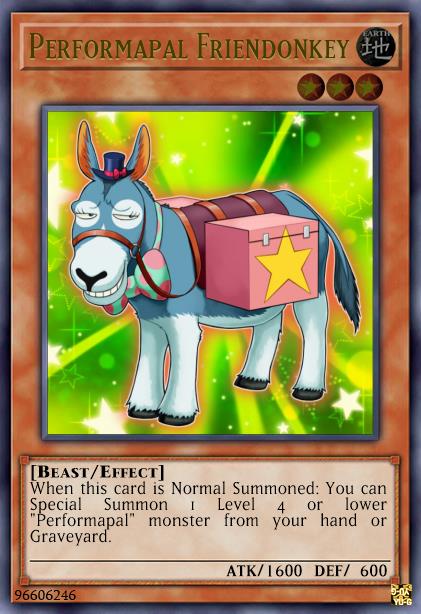 Performapal Friendonkey
EARTH
地
[Beast/Effect]
When this card is Normal Summoned: You can
Special Summon 1 Level 4 or lower
"Performapal" monster from your hand or
Graveyard.
ATK/1600 DEF/ 600
96606246